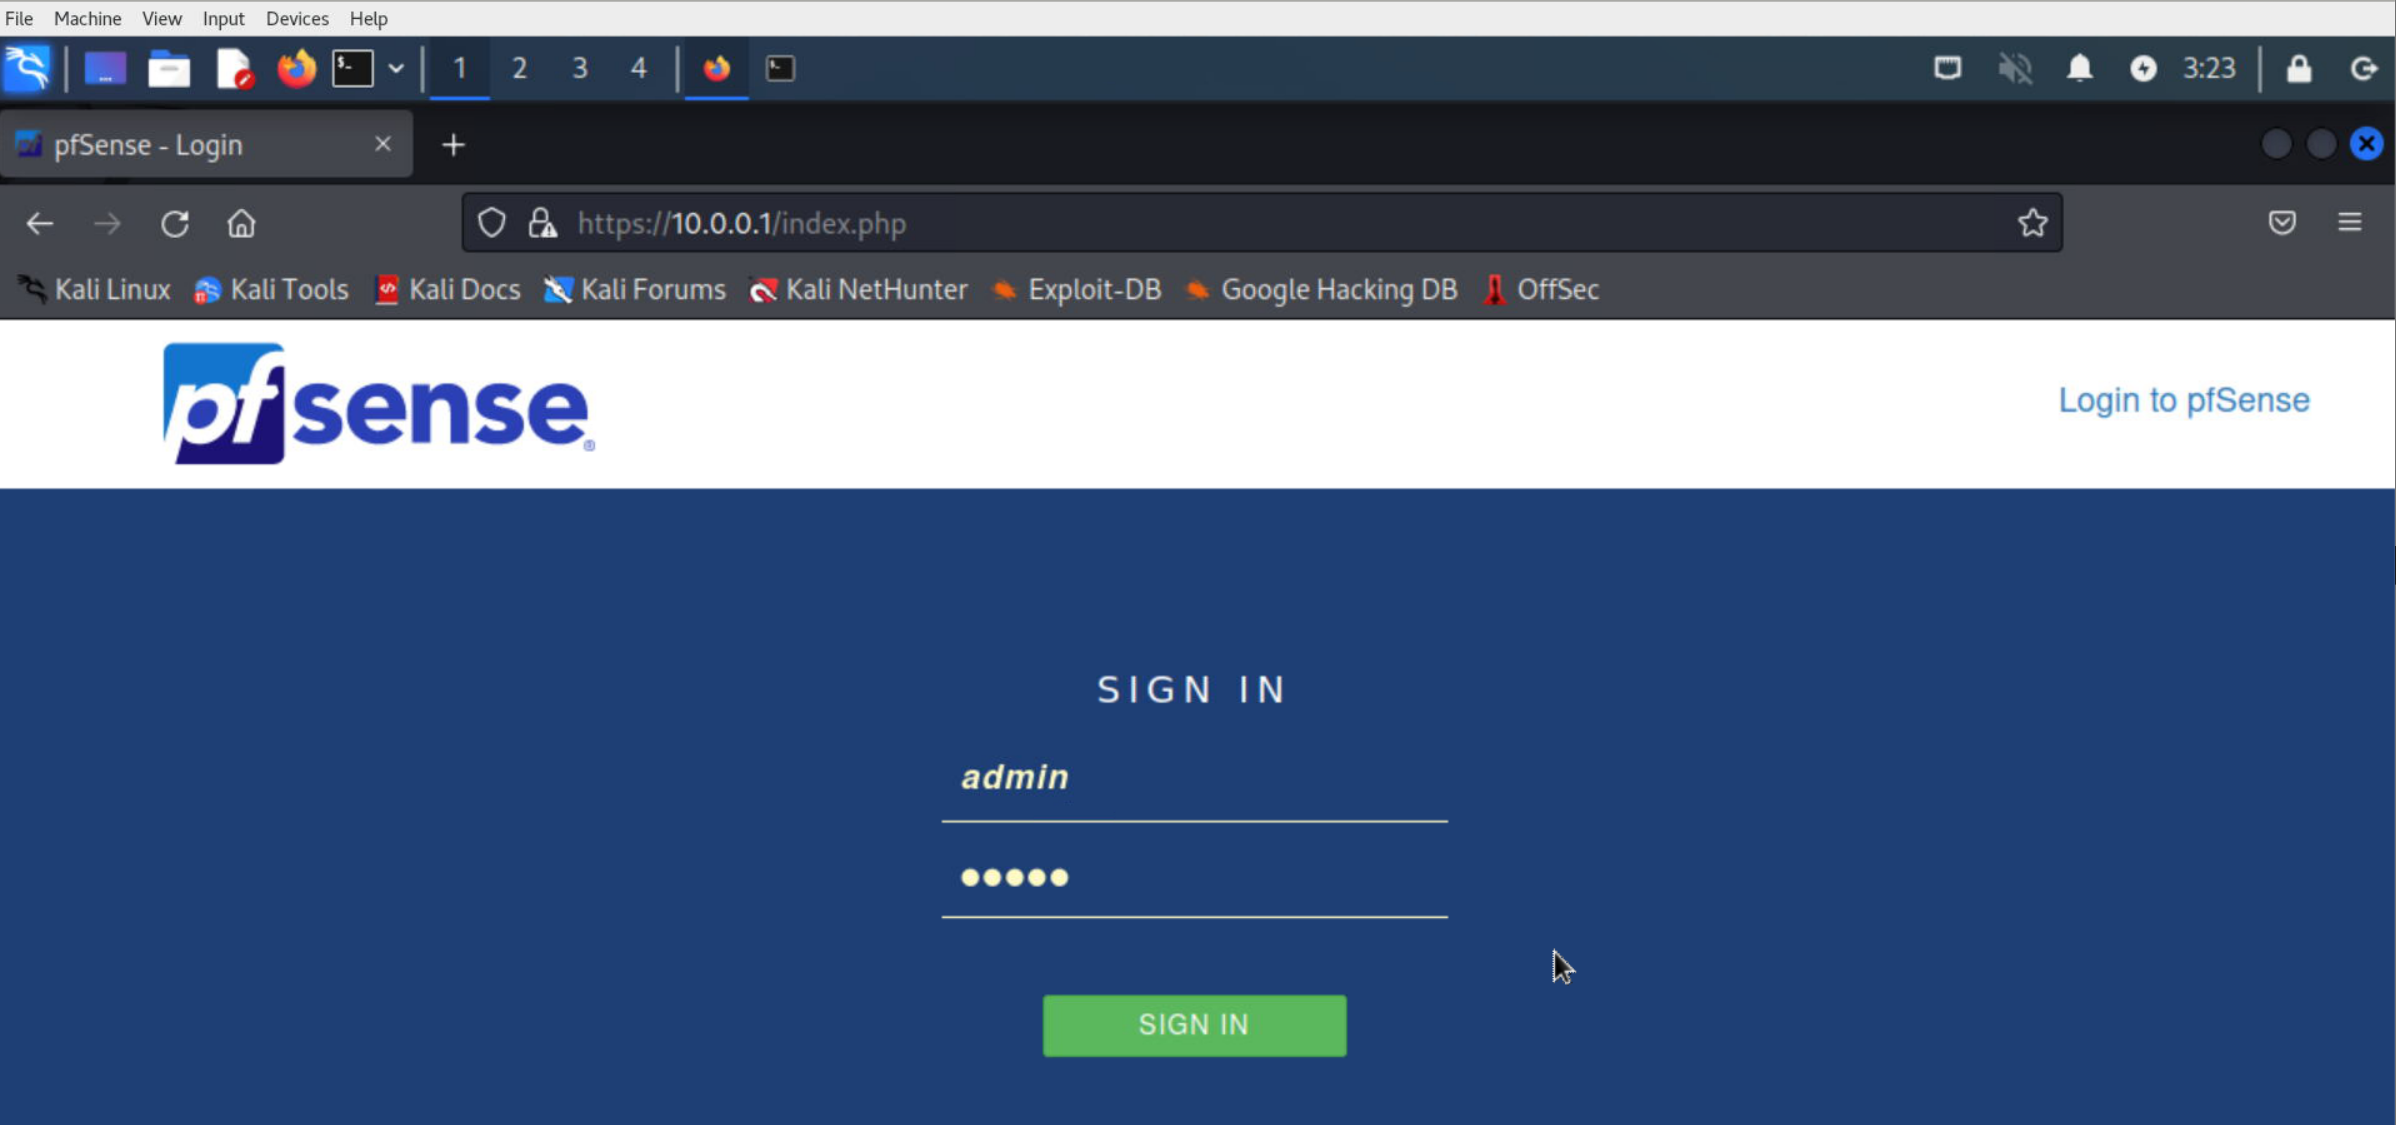 File Machine View Input Devices Help
$_ 1 2 3 4 3:23
pfSense - Login
https://10.0.0.1/index.php
Kali Linux Kali Tools Kali Docs Kali Forums Kali NetHunter Exploit-DB Google Hacking DB OffSec
pfsense® Login to pfSense
SIGN IN
admin
●●●●●
SIGN IN